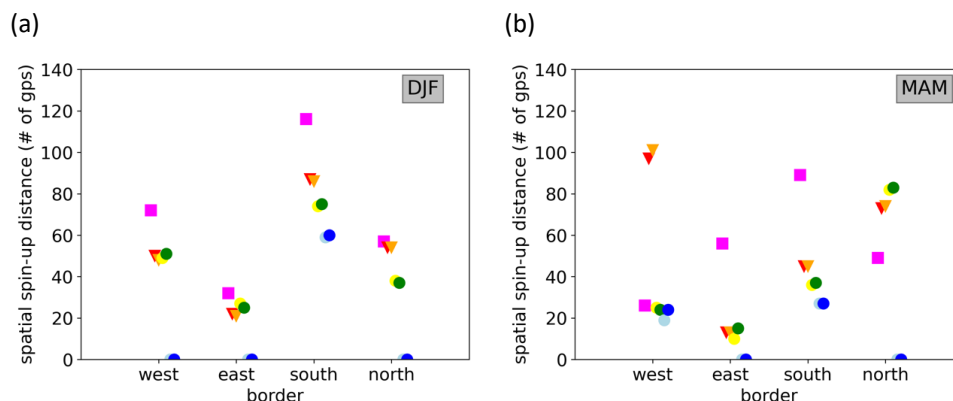 (a)
(b)
spatial spin-up distance (# of gps)
140
120
100
80
60
40
20
0
DJF
west east south north
border
spatial spin-up distance (# of gps)
140
120
100
80
60
40
20
0
MAM
west east south north
border